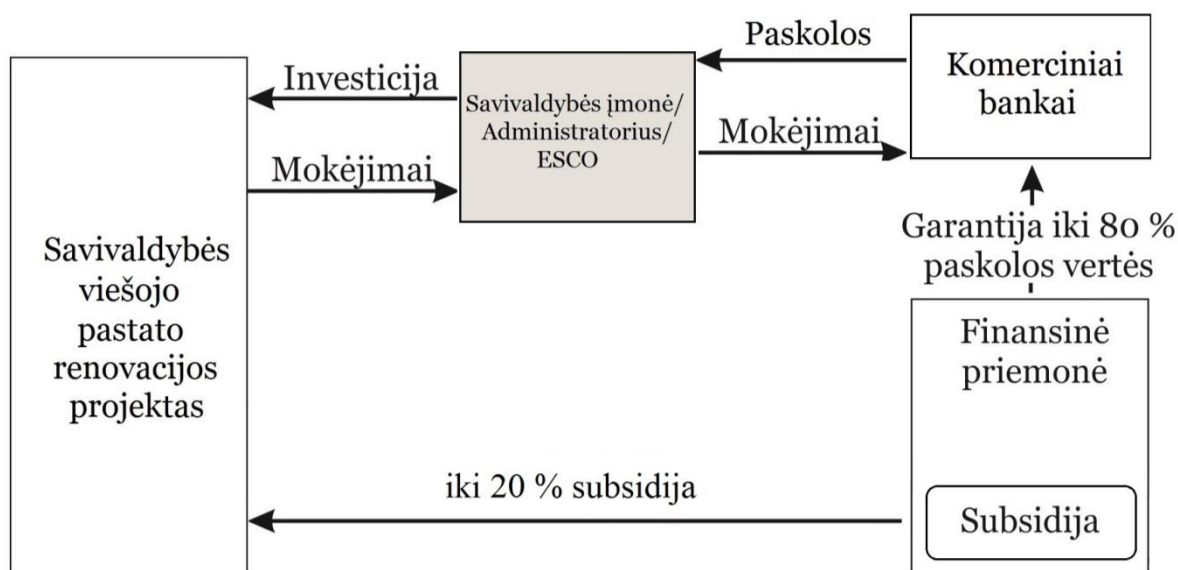 Paskolos
Komerciniai
bankai
Investicija
Savivaldybės įmonė/
Administratorius/
ESCO
Mokėjimai
Mokėjimai
Garantija iki 80 %
paskolos vertės
Savivaldybės
viešojo
pastato
renovacijos
projektas
Finansinė
priemonė
iki 20 % subsidija
Subsidija